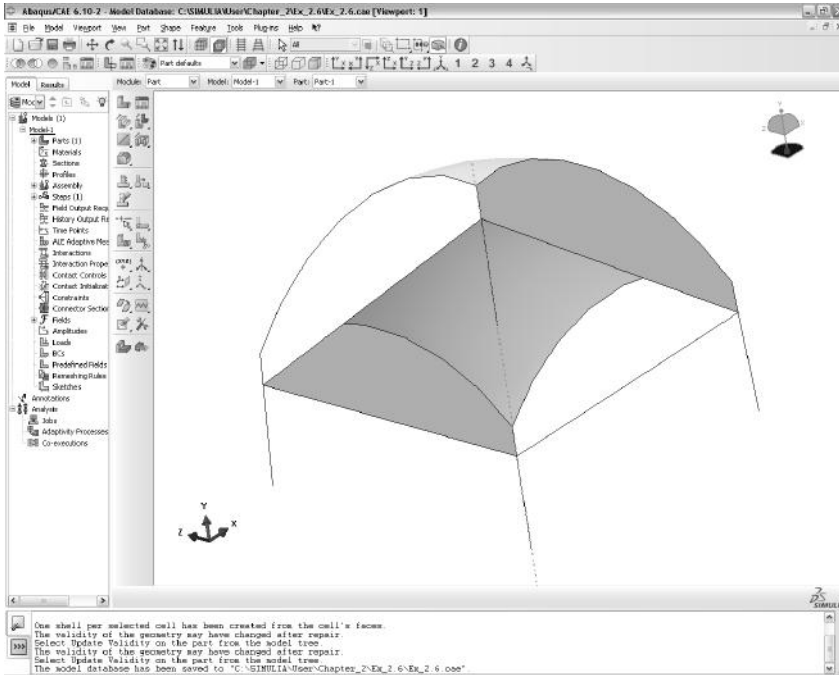 Abaqus/CAE 6.10-2 - Model Database: C:\SIMULIA\User\Chapter_2\Ex_2.6\Ex_2.6.cae [Viewport: 1]
File Model Viewport View Part Shape Feature Tools Plug-ins Help
All
Part defaults 1 2 3 4
Model Results Module: Part Model: Model-1 Part: Part-1
Models (1)
Model-1
Parts (1)
Materials
Sections
Profiles
Assembly
Steps (1)
Field Output Requ
History Output Re
Time Points
ALE Adaptive Mes
Interactions
Interaction Prope
Contact Controls
Contact Initializat
Constraints
Connector Section
Fields
Amplitudes
Loads
BCs
Predefined Fields
Remeshing Rules
Sketches
Annotations
Analysis
Jobs
Adaptivity Processes
Co-executions
Y
Z X
SIMULIA
One shell per selected cell has been created from the cell's faces.
The validity of the geometry may have changed after repair.
Select Update Validity on the part from the model tree.
The validity of the geometry may have changed after repair.
Select Update Validity on the part from the model tree.
The model database has been saved to "C:\SIMULIA\User\Chapter_2\Ex_2.6\Ex_2.6.cae".